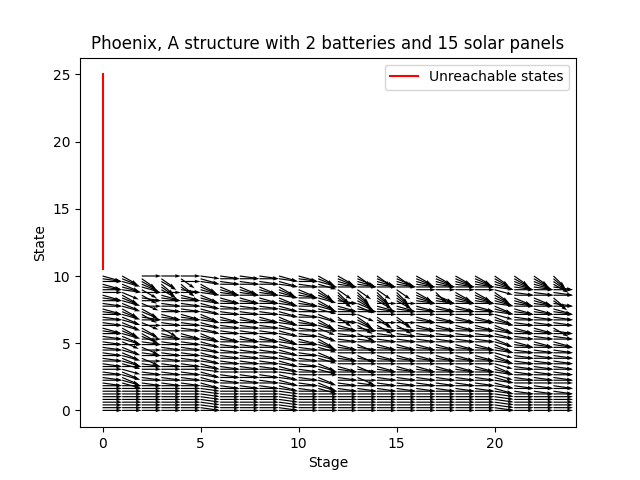 Phoenix, A structure with 2 batteries and 15 solar panels
Unreachable states
25
20
15
10
5
0
State
0
5
10
15
20
Stage